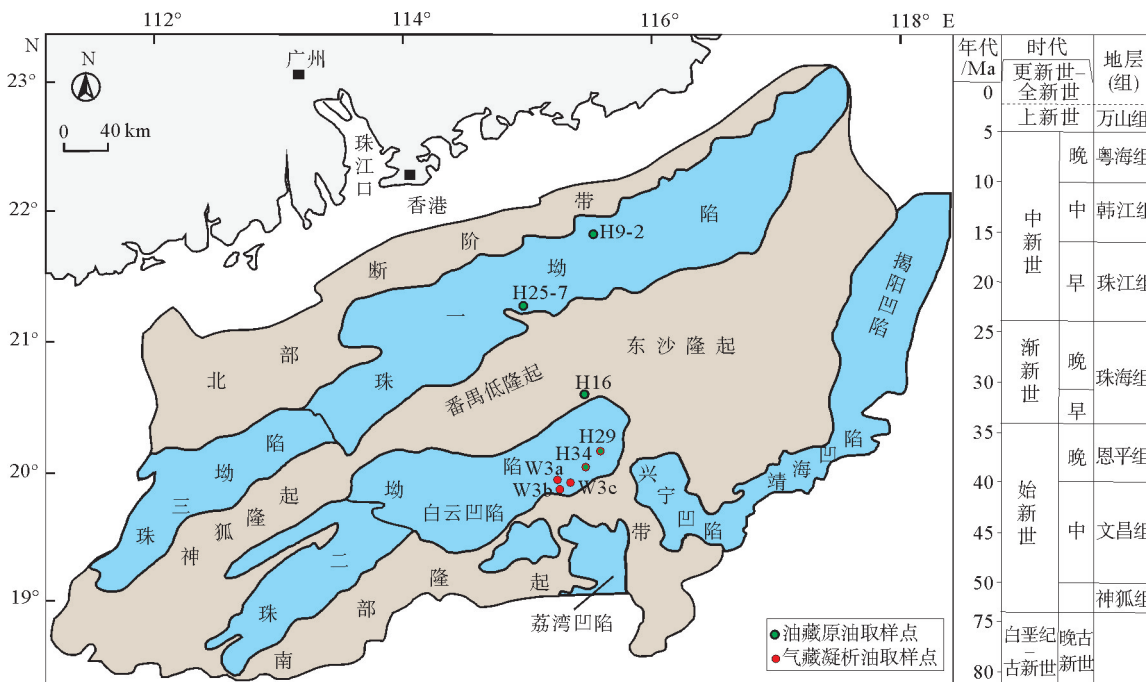 112°
114°
116°
118° E
N
23°
22°
21°
20°
19°
N
0 40 km
广州
珠江口
香港
北部断阶带
珠一坳陷
H9-2
H25-7
东沙隆起
番禺低隆起
揭阳凹陷
H16
H29
H34
W3a
W3b
W3c
珠三坳陷
神狐隆起
珠二坳陷
白云凹陷
兴宁凹陷
靖海凹陷
南部隆起带
荔湾凹陷
油藏原油取样点
气藏凝析油取样点
年代
/Ma
时代
地层
(组)
更新世–
全新世
上新世
万山组
中新世
晚
粤海组
中
韩江组
早
珠江组
渐新世
晚
早
珠海组
始新世
晚
恩平组
中
文昌组
神狐组
白垩纪
–
古新世
晚古
新世
0
5
10
15
20
25
30
35
40
45
50
75
80